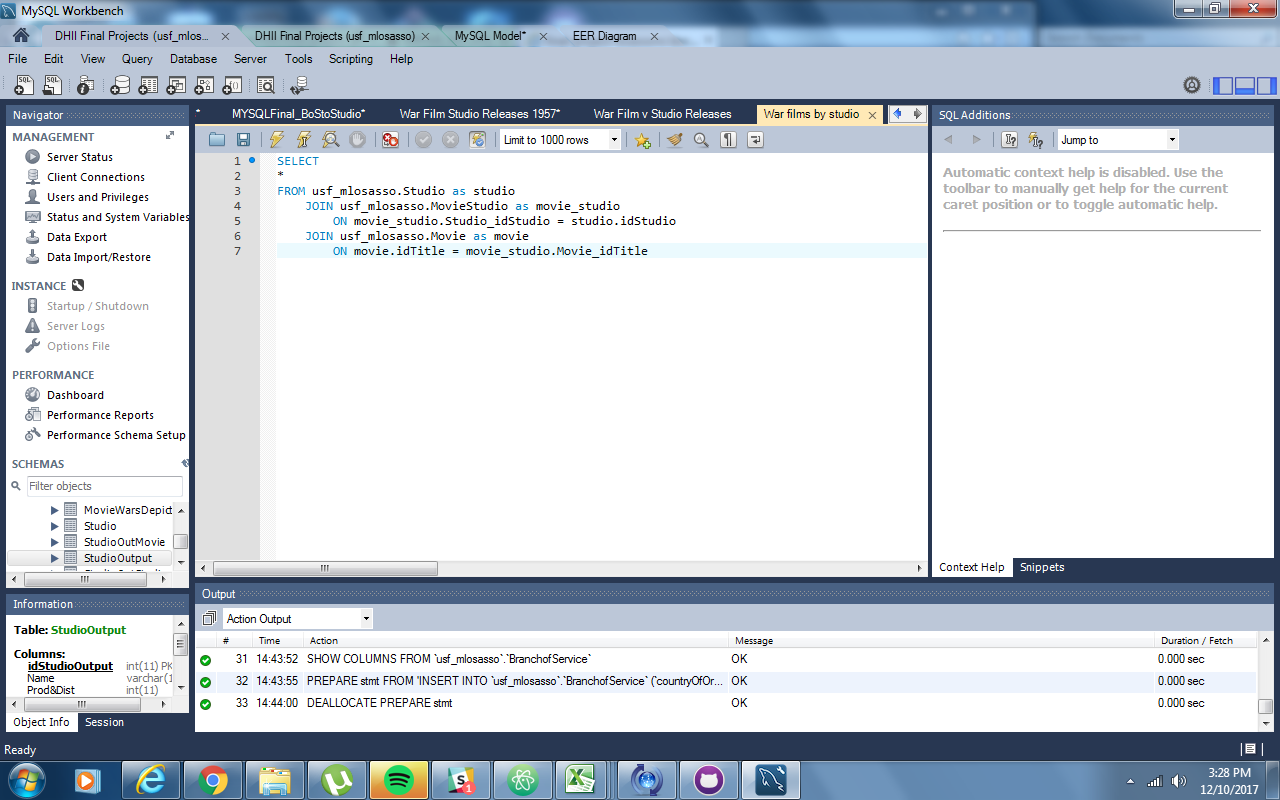 MySQL Workbench
DHII Final Projects (usf_mlos...
DHII Final Projects (usf_mlosasso)
MySQL Model*
EER Diagram
File Edit View Query Database Server Tools Scripting Help
Navigator
MANAGEMENT
Server Status
Client Connections
Users and Privileges
Status and System Variables
Data Export
Data Import/Restore
INSTANCE
Startup / Shutdown
Server Logs
Options File
PERFORMANCE
Dashboard
Performance Reports
Performance Schema Setup
SCHEMAS
Filter objects
MovieWarsDepict
Studio
StudioOutMovie
StudioOutput
Information
Table: StudioOutput
Columns:
idStudioOutput int(11) PK
Name varchar(1
Prod&Dist int(11)
Object Info Session
* MYSQLFinal_BoStoStudio*
War Film Studio Releases 1957*
War Film v Studio Releases
War films by studio
Limit to 1000 rows
1 SELECT
2 *
3 FROM usf_mlosasso.Studio as studio
4 JOIN usf_mlosasso.MovieStudio as movie_studio
5 ON movie_studio.Studio_idStudio = studio.idStudio
6 JOIN usf_mlosasso.Movie as movie
7 ON movie.idTitle = movie_studio.Movie_idTitle
SQL Additions
Jump to
Automatic context help is disabled. Use the
toolbar to manually get help for the current
caret position or to toggle automatic help.
Context Help Snippets
Output
Action Output
# Time Action Message Duration / Fetch
31 14:43:52 SHOW COLUMNS FROM `usf_mlosasso`.`BranchofService` OK 0.000 sec
32 14:43:55 PREPARE stmt FROM 'INSERT INTO `usf_mlosasso`.`BranchofService` (`countryOfOr... OK 0.000 sec
33 14:44:00 DEALLOCATE PREPARE stmt OK 0.000 sec
Ready
3:28 PM
12/10/2017